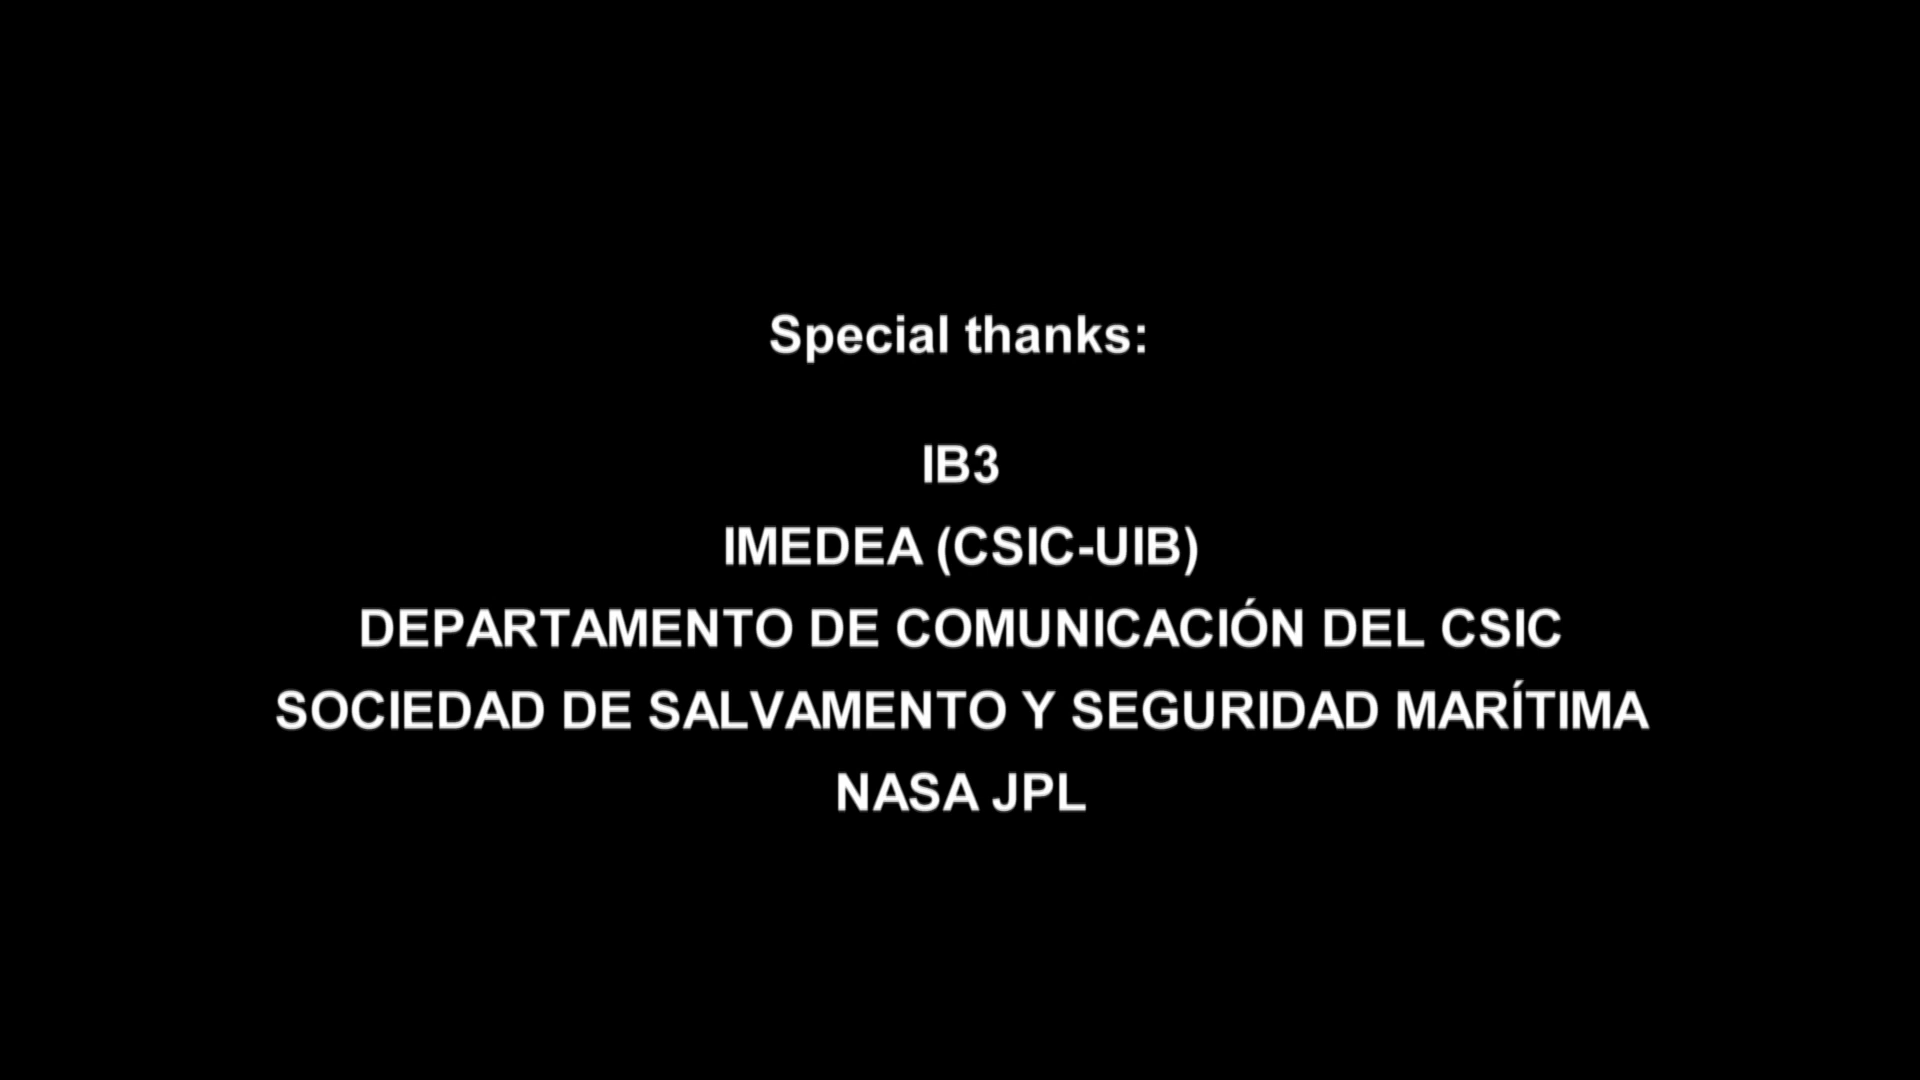 Special thanks:
IB3
IMEDEA (CSIC-UIB)
DEPARTAMENTO DE COMUNICACIÓN DEL CSIC
SOCIEDAD DE SALVAMENTO Y SEGURIDAD MARÍTIMA
NASA JPL